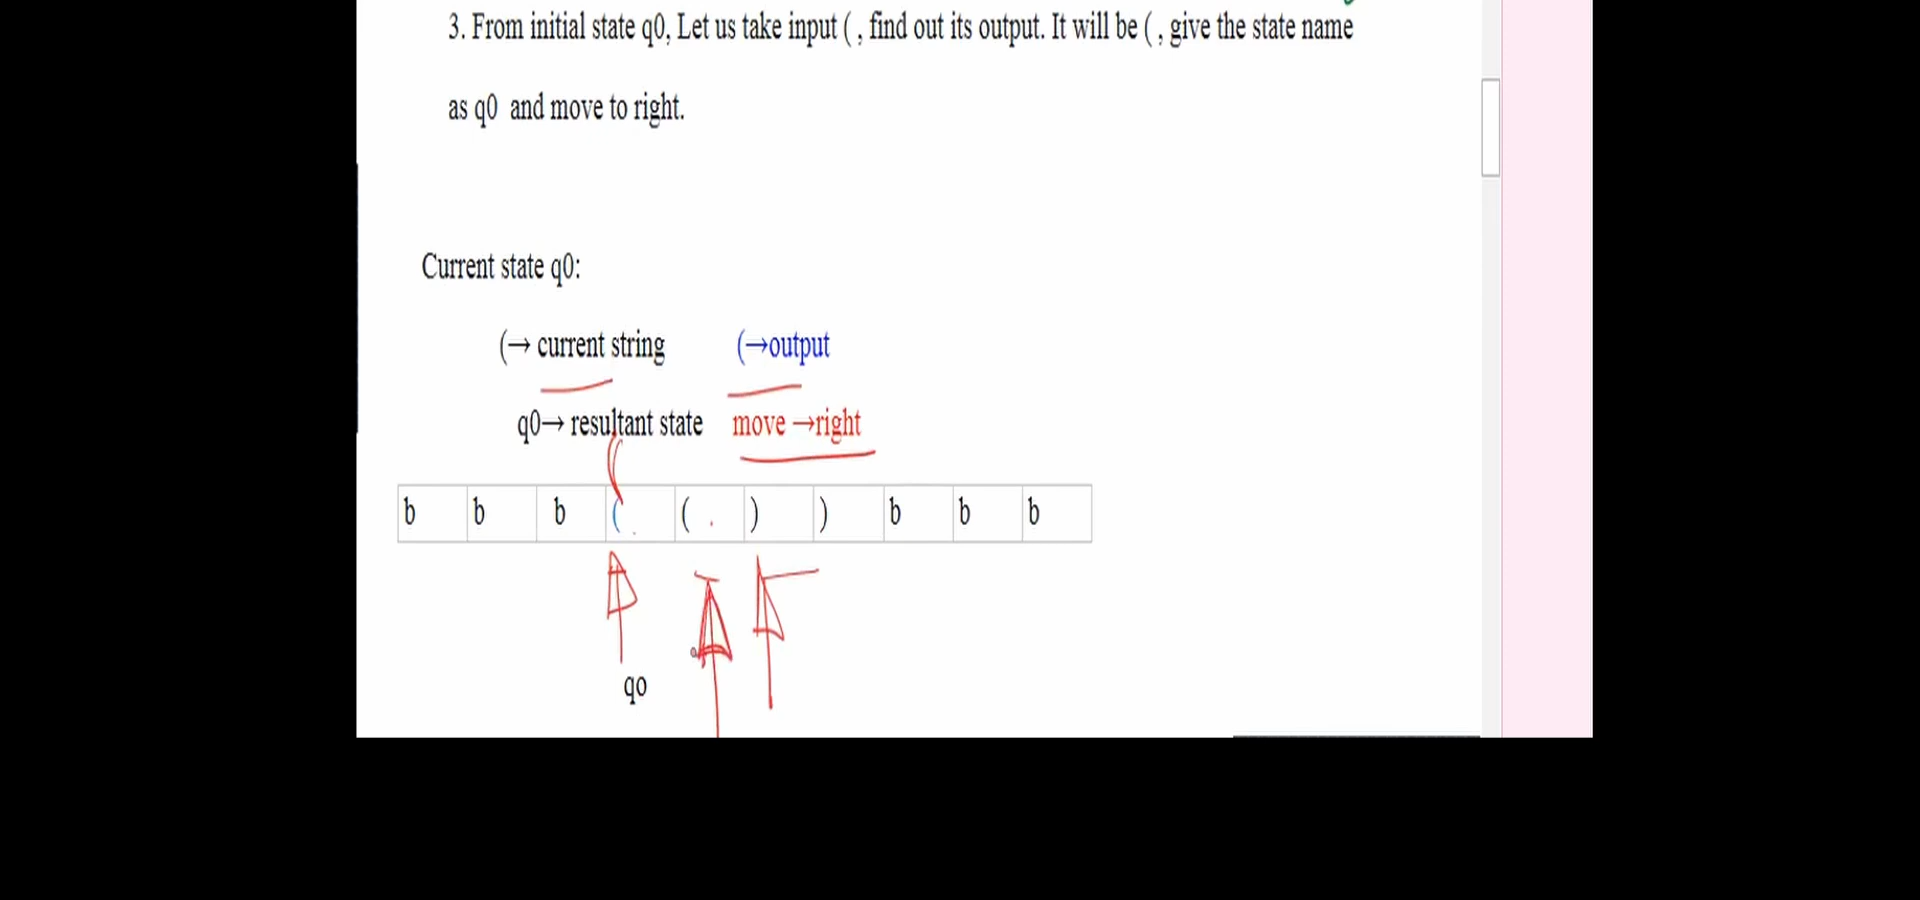 3. From initial state q0, Let us take input ( , find out its output. It will be ( , give the state name
as q0 and move to right.
Current state q0:
(→ current string (→output
q0→ resultant state move →right
b b b ( ( ) ) b b b
qo